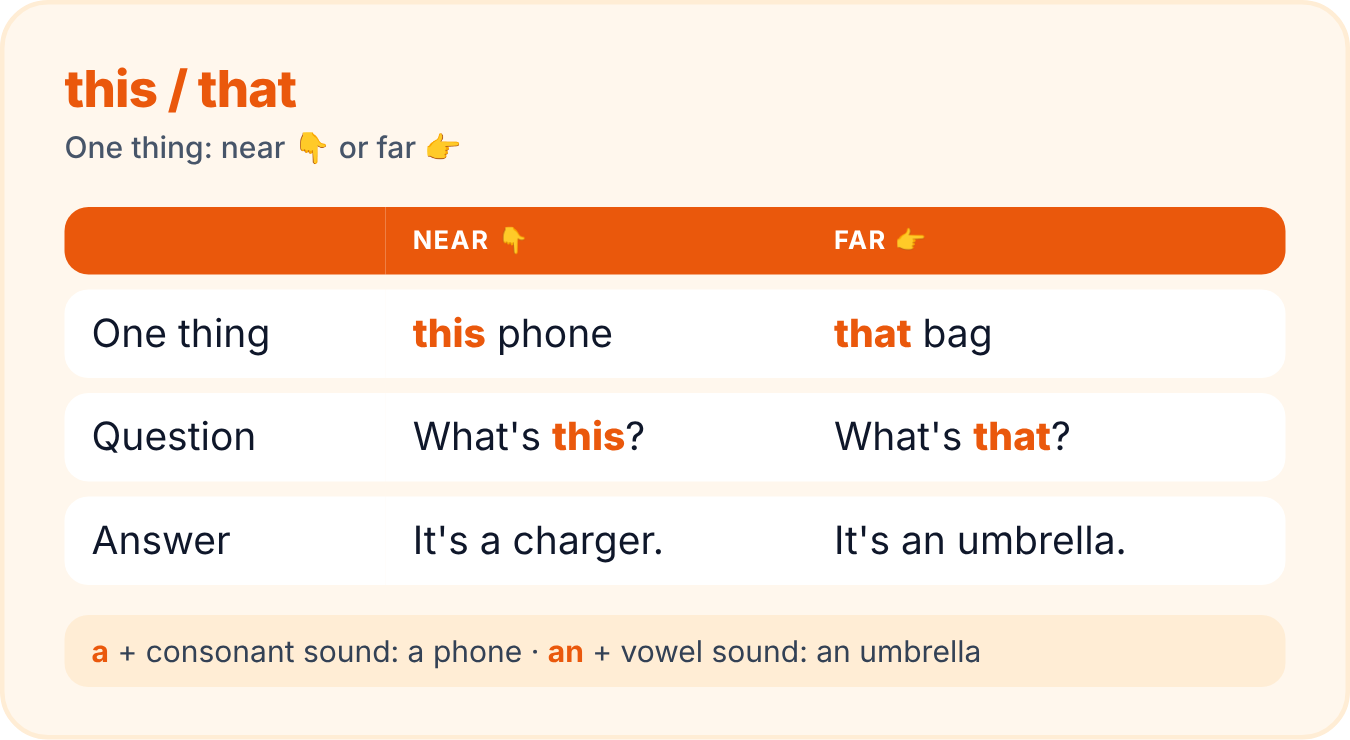 this / that
One thing: near 👇 or far 👉
NEAR 👇 FAR 👉
One thing this phone that bag
Question What's this? What's that?
Answer It's a charger. It's an umbrella.
a + consonant sound: a phone · an + vowel sound: an umbrella